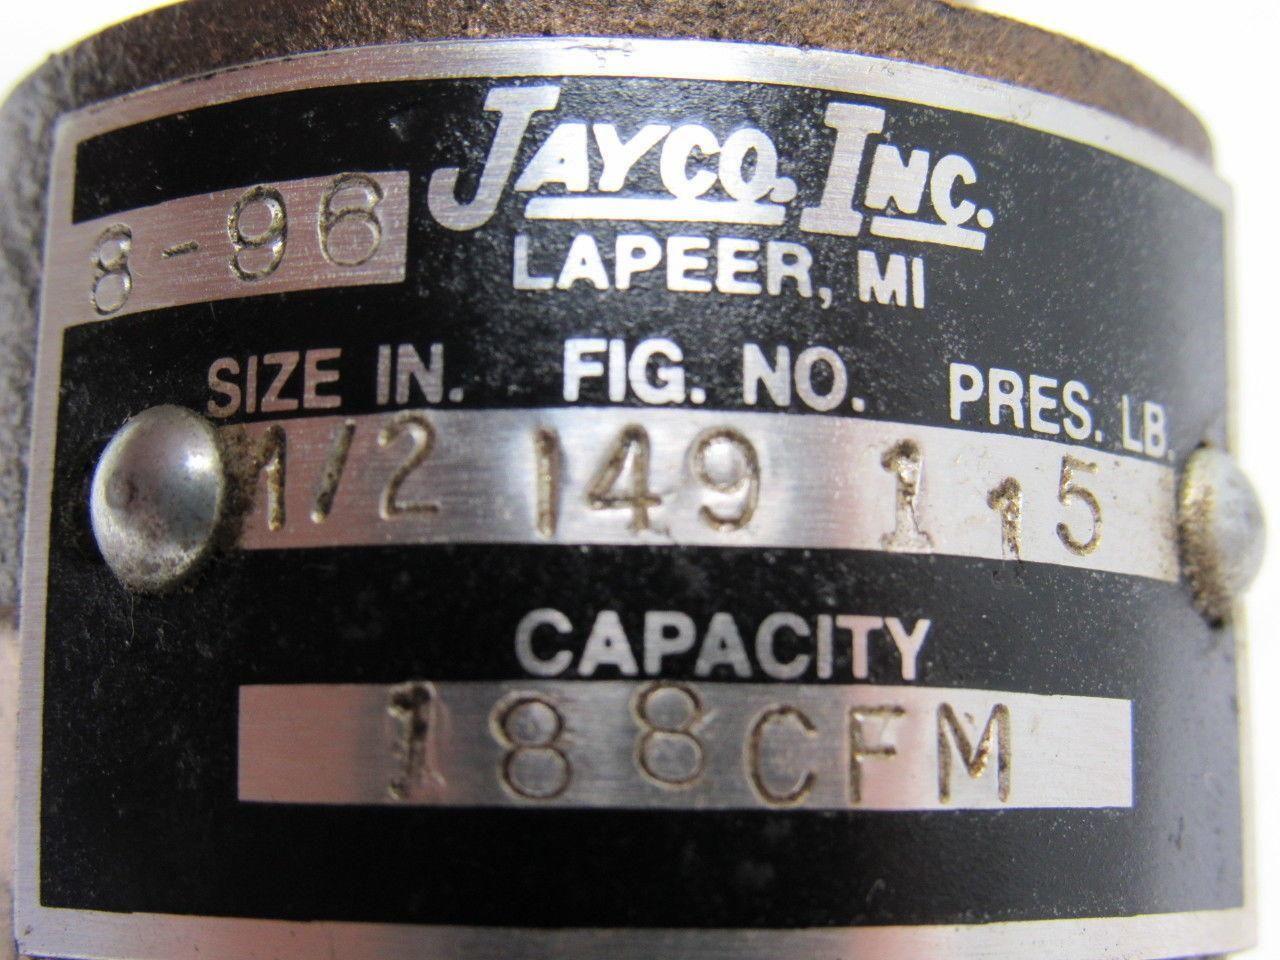 JAYCO. INC.
8-96
LAPEER, MI
SIZE IN. FIG. NO. PRES. LB.
1/2 149 115
CAPACITY
188CFM